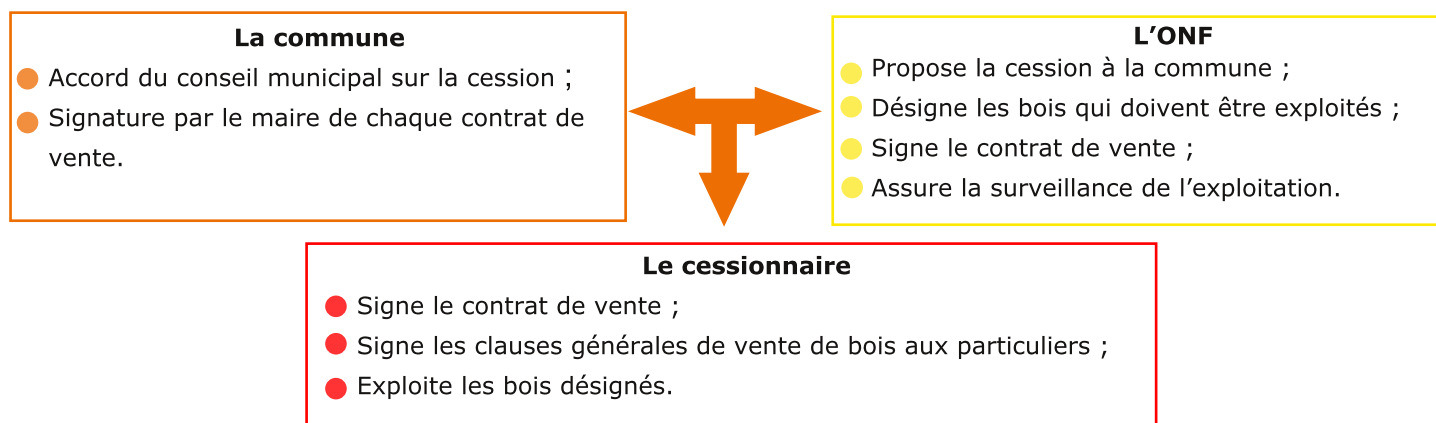 La commune
Accord du conseil municipal sur la cession ;
Signature par le maire de chaque contrat de
vente.
L’ONF
Propose la cession à la commune ;
Désigne les bois qui doivent être exploités ;
Signe le contrat de vente ;
Assure la surveillance de l’exploitation.
Le cessionnaire
Signe le contrat de vente ;
Signe les clauses générales de vente de bois aux particuliers ;
Exploite les bois désignés.